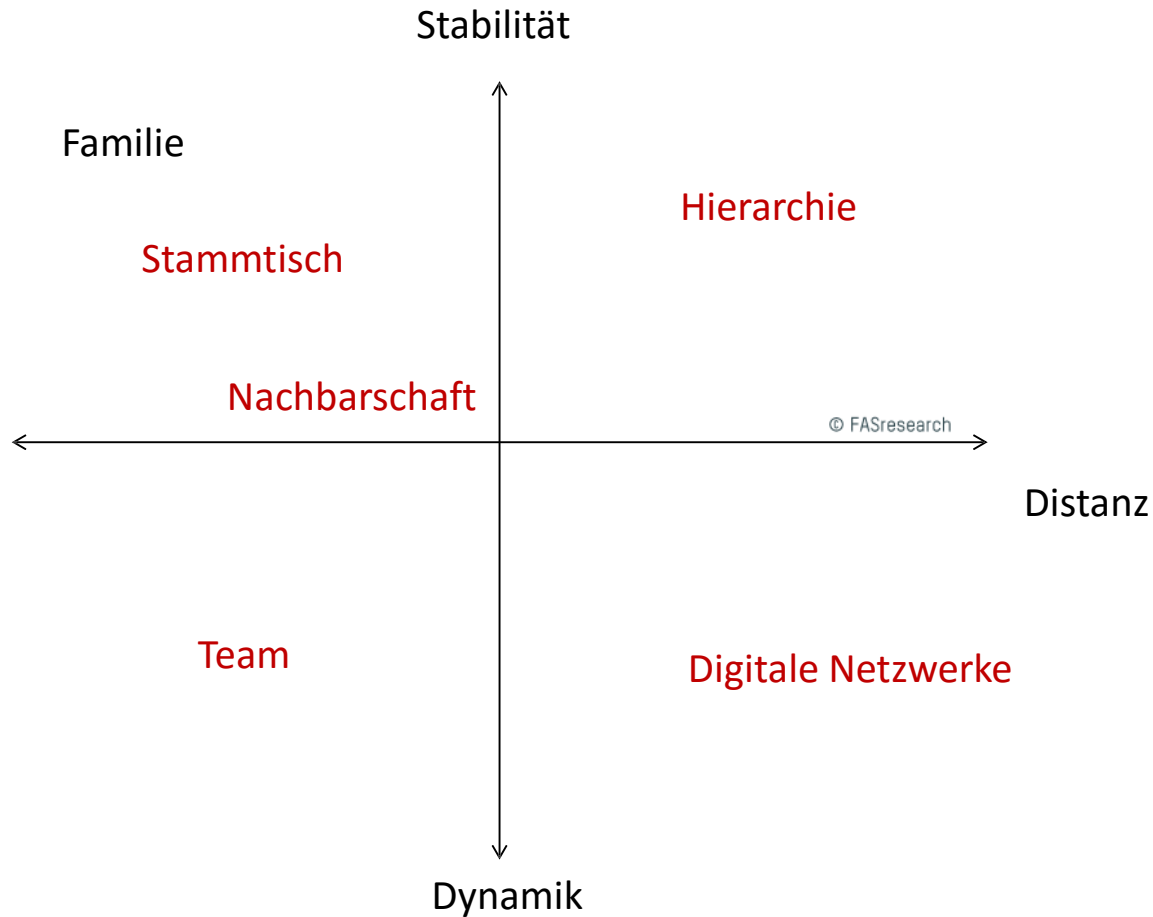 Stabilität
Familie
Hierarchie
Stammtisch
Nachbarschaft
© FASresearch
Distanz
Team
Digitale Netzwerke
Dynamik